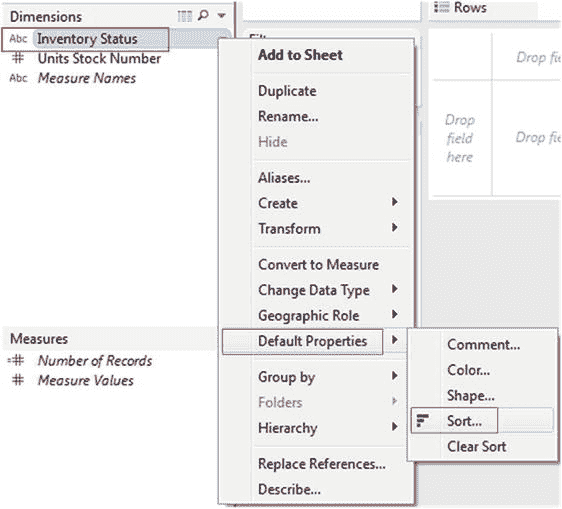 Dimensions
Abc Inventory Status
# Units Stock Number
Abc Measure Names
Add to Sheet
Duplicate
Rename...
Hide
Aliases...
Create
Transform
Convert to Measure
Change Data Type
Geographic Role
Default Properties
Group by
Folders
Hierarchy
Replace References...
Describe...
Comment...
Color...
Shape...
Sort...
Clear Sort
Measures
=# Number of Records
# Measure Values
Rows
Drop
field
here
Drop fie
Drop fie